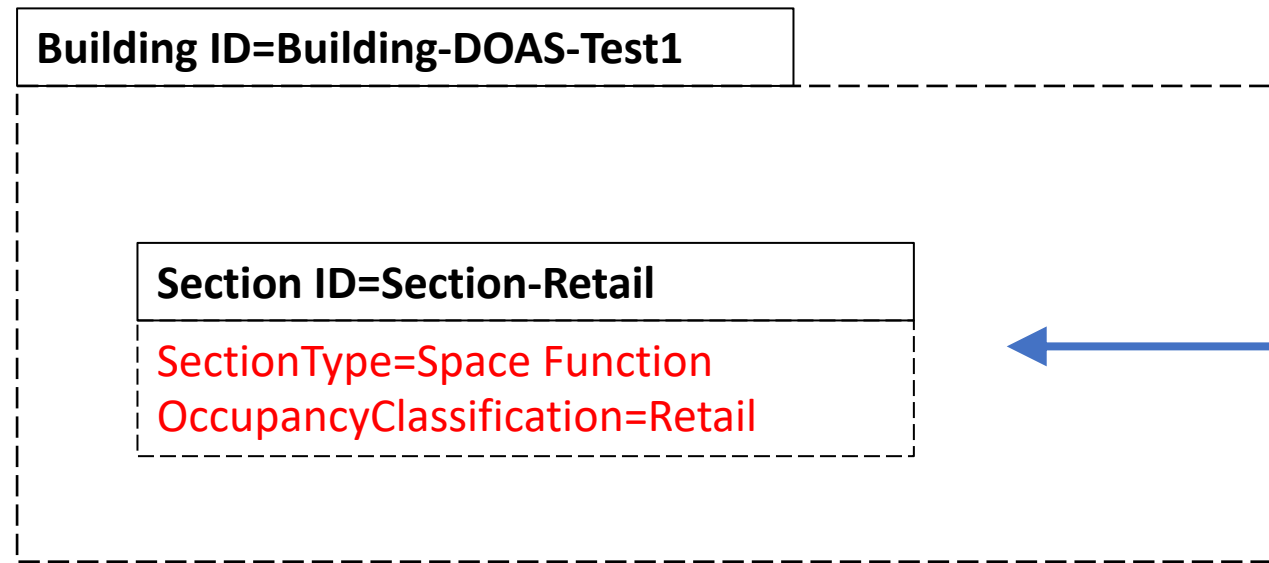 Building ID=Building-DOAS-Test1
Section ID=Section-Retail
SectionType=Space Function
OccupancyClassification=Retail